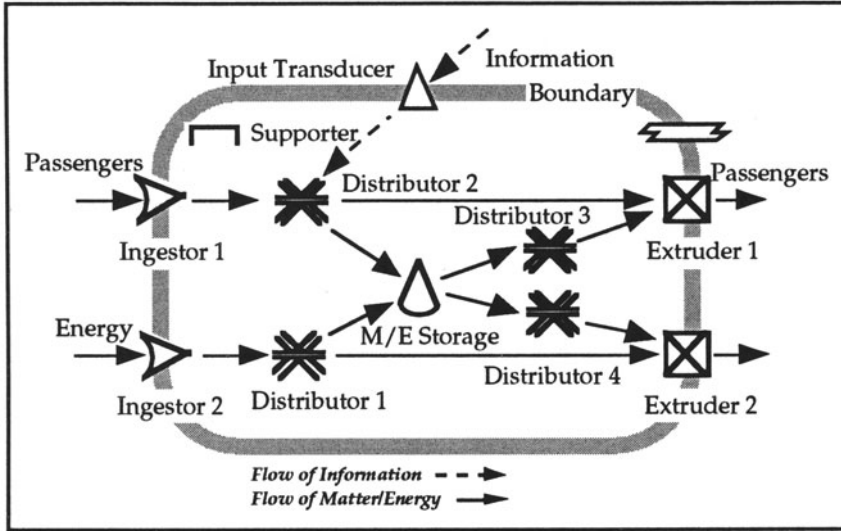 Information
Input Transducer
Boundary
Supporter
Passengers
Distributor 2
Passengers
Distributor 3
Ingestor 1
Extruder 1
Energy
M/E Storage
Distributor 4
Ingestor 2
Distributor 1
Extruder 2
Flow of Information
Flow of Matter/Energy